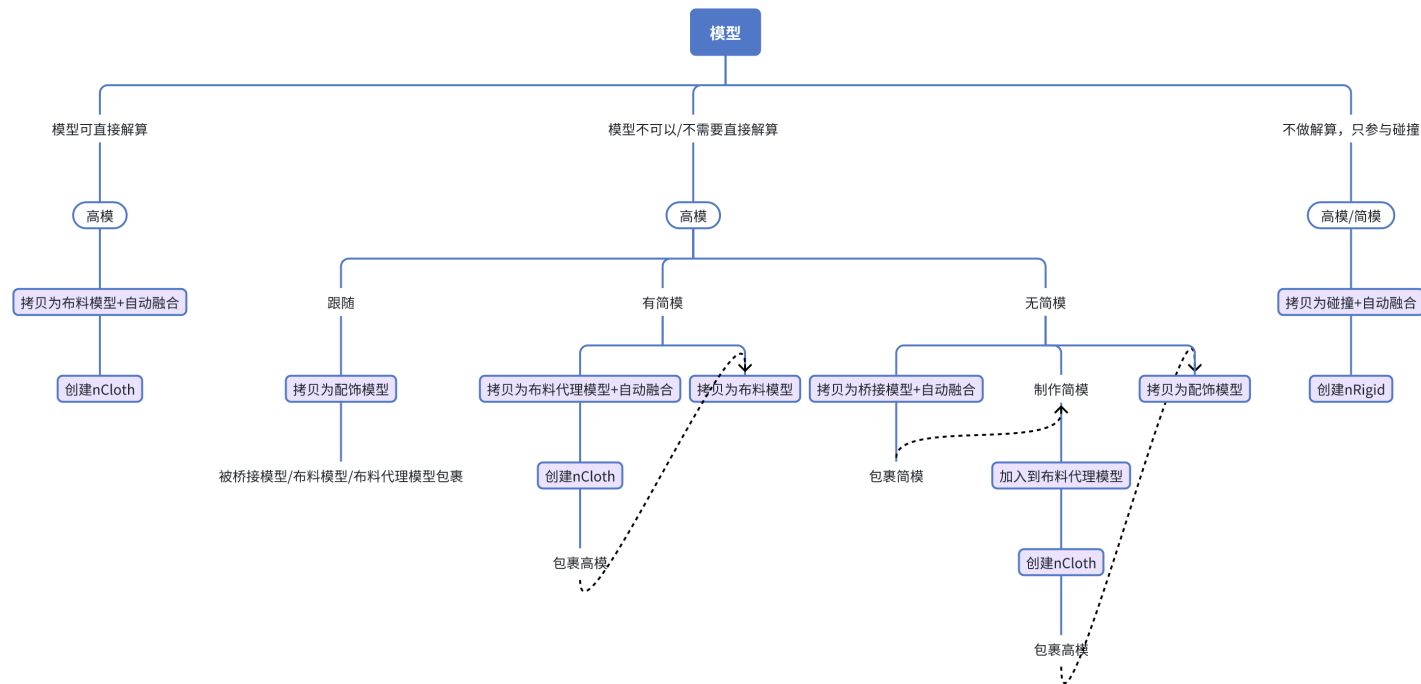 模型
模型可直接解算
模型不可以/不需要直接解算
不做解算，只参与碰撞
高模
高模
高模/简模
拷贝为布料模型+自动融合
跟随
有简模
无简模
拷贝为碰撞+自动融合
创建nCloth
拷贝为配饰模型
拷贝为布料代理模型+自动融合
拷贝为布料模型
拷贝为桥接模型+自动融合
制作简模
拷贝为配饰模型
创建nRigid
被桥接模型/布料模型/布料代理模型包裹
创建nCloth
包裹简模
加入到布料代理模型
包裹高模
创建nCloth
包裹高模